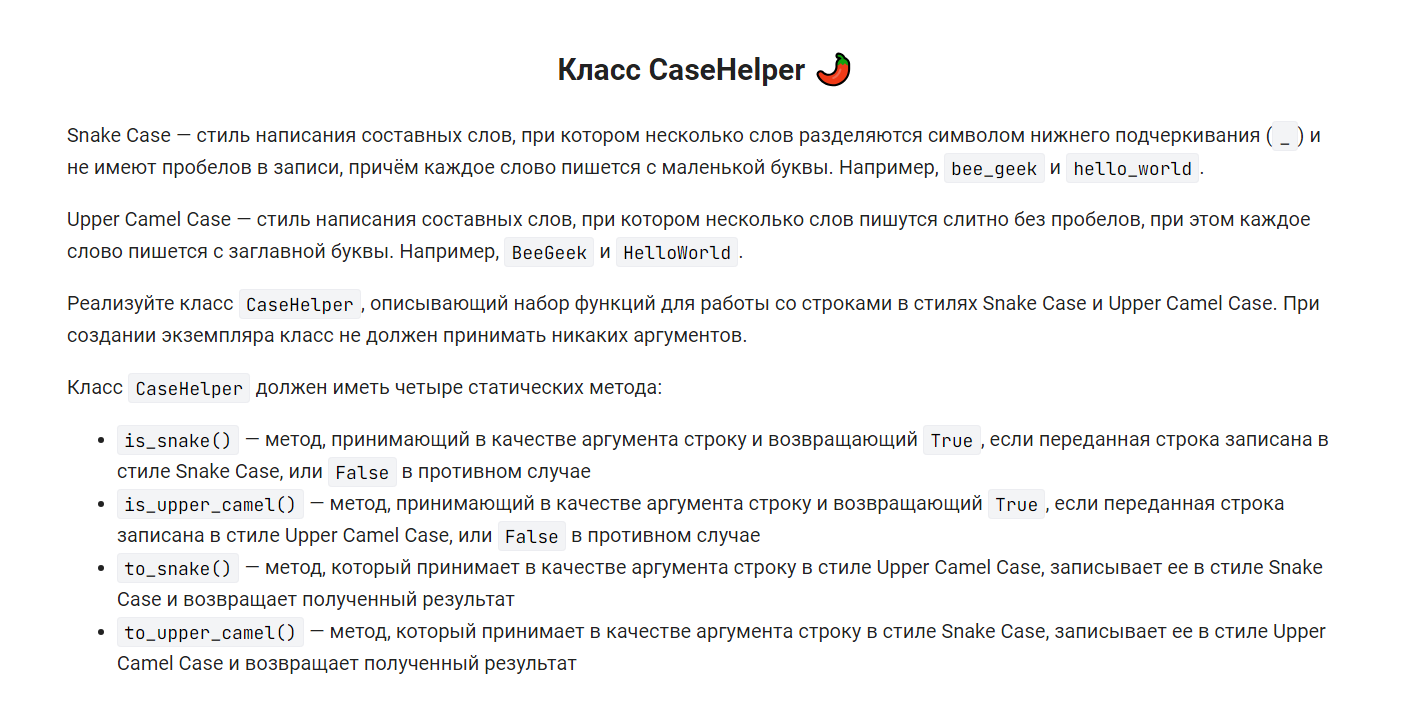 Класс CaseHelper 🌶️
Snake Case — стиль написания составных слов, при котором несколько слов разделяются символом нижнего подчеркивания ( _ ) и
не имеют пробелов в записи, причём каждое слово пишется с маленькой буквы. Например, bee_geek и hello_world.
Upper Camel Case — стиль написания составных слов, при котором несколько слов пишутся слитно без пробелов, при этом каждое
слово пишется с заглавной буквы. Например, BeeGeek и HelloWorld.
Реализуйте класс CaseHelper, описывающий набор функций для работы со строками в стилях Snake Case и Upper Camel Case. При
создании экземпляра класс не должен принимать никаких аргументов.
Класс CaseHelper должен иметь четыре статических метода:
• is_snake() — метод, принимающий в качестве аргумента строку и возвращающий True, если переданная строка записана в
стиле Snake Case, или False в противном случае
• is_upper_camel() — метод, принимающий в качестве аргумента строку и возвращающий True, если переданная строка
записана в стиле Upper Camel Case, или False в противном случае
• to_snake() — метод, который принимает в качестве аргумента строку в стиле Upper Camel Case, записывает ее в стиле Snake
Case и возвращает полученный результат
• to_upper_camel() — метод, который принимает в качестве аргумента строку в стиле Snake Case, записывает ее в стиле Upper
Camel Case и возвращает полученный результат